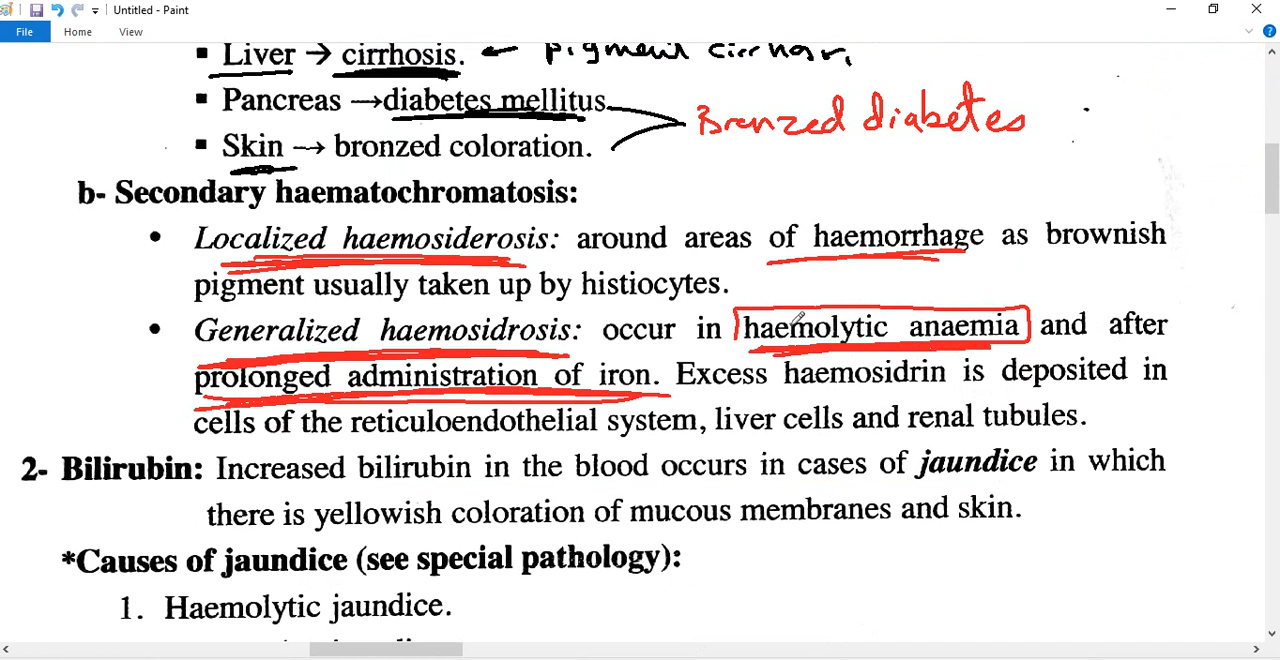 Untitled - Paint
File Home View
▪ Liver → cirrhosis. ← pigment cirrhosi
▪ Pancreas →diabetes mellitus.
Bronzed diabetes
▪ Skin → bronzed coloration.
b- Secondary haematochromatosis:
• Localized haemosiderosis: around areas of haemorrhage as brownish
pigment usually taken up by histiocytes.
• Generalized haemosidrosis: occur in haemolytic anaemia and after
prolonged administration of iron. Excess haemosidrin is deposited in
cells of the reticuloendothelial system, liver cells and renal tubules.
2- Bilirubin: Increased bilirubin in the blood occurs in cases of jaundice in which
there is yellowish coloration of mucous membranes and skin.
*Causes of jaundice (see special pathology):
1. Haemolytic jaundice.